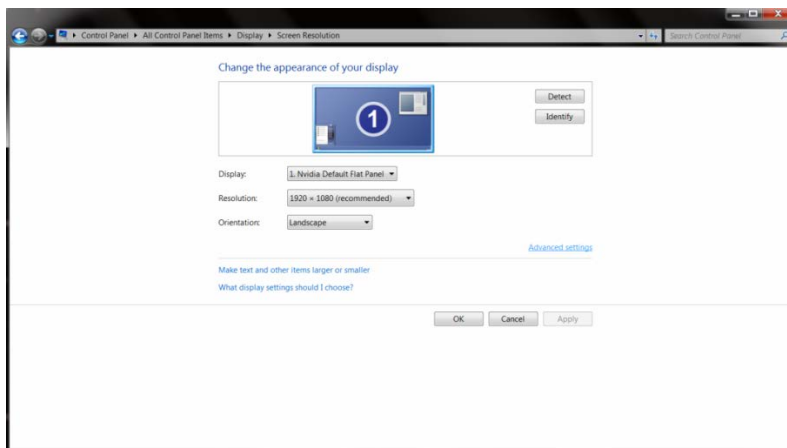 Control Panel ▸ All Control Panel Items ▸ Display ▸ Screen Resolution
Search Control Panel
Change the appearance of your display
1
Detect
Identify
Display: 1. Nvidia Default Flat Panel
Resolution: 1920 × 1080 (recommended)
Orientation: Landscape
Advanced settings
Make text and other items larger or smaller
What display settings should I choose?
OK Cancel Apply